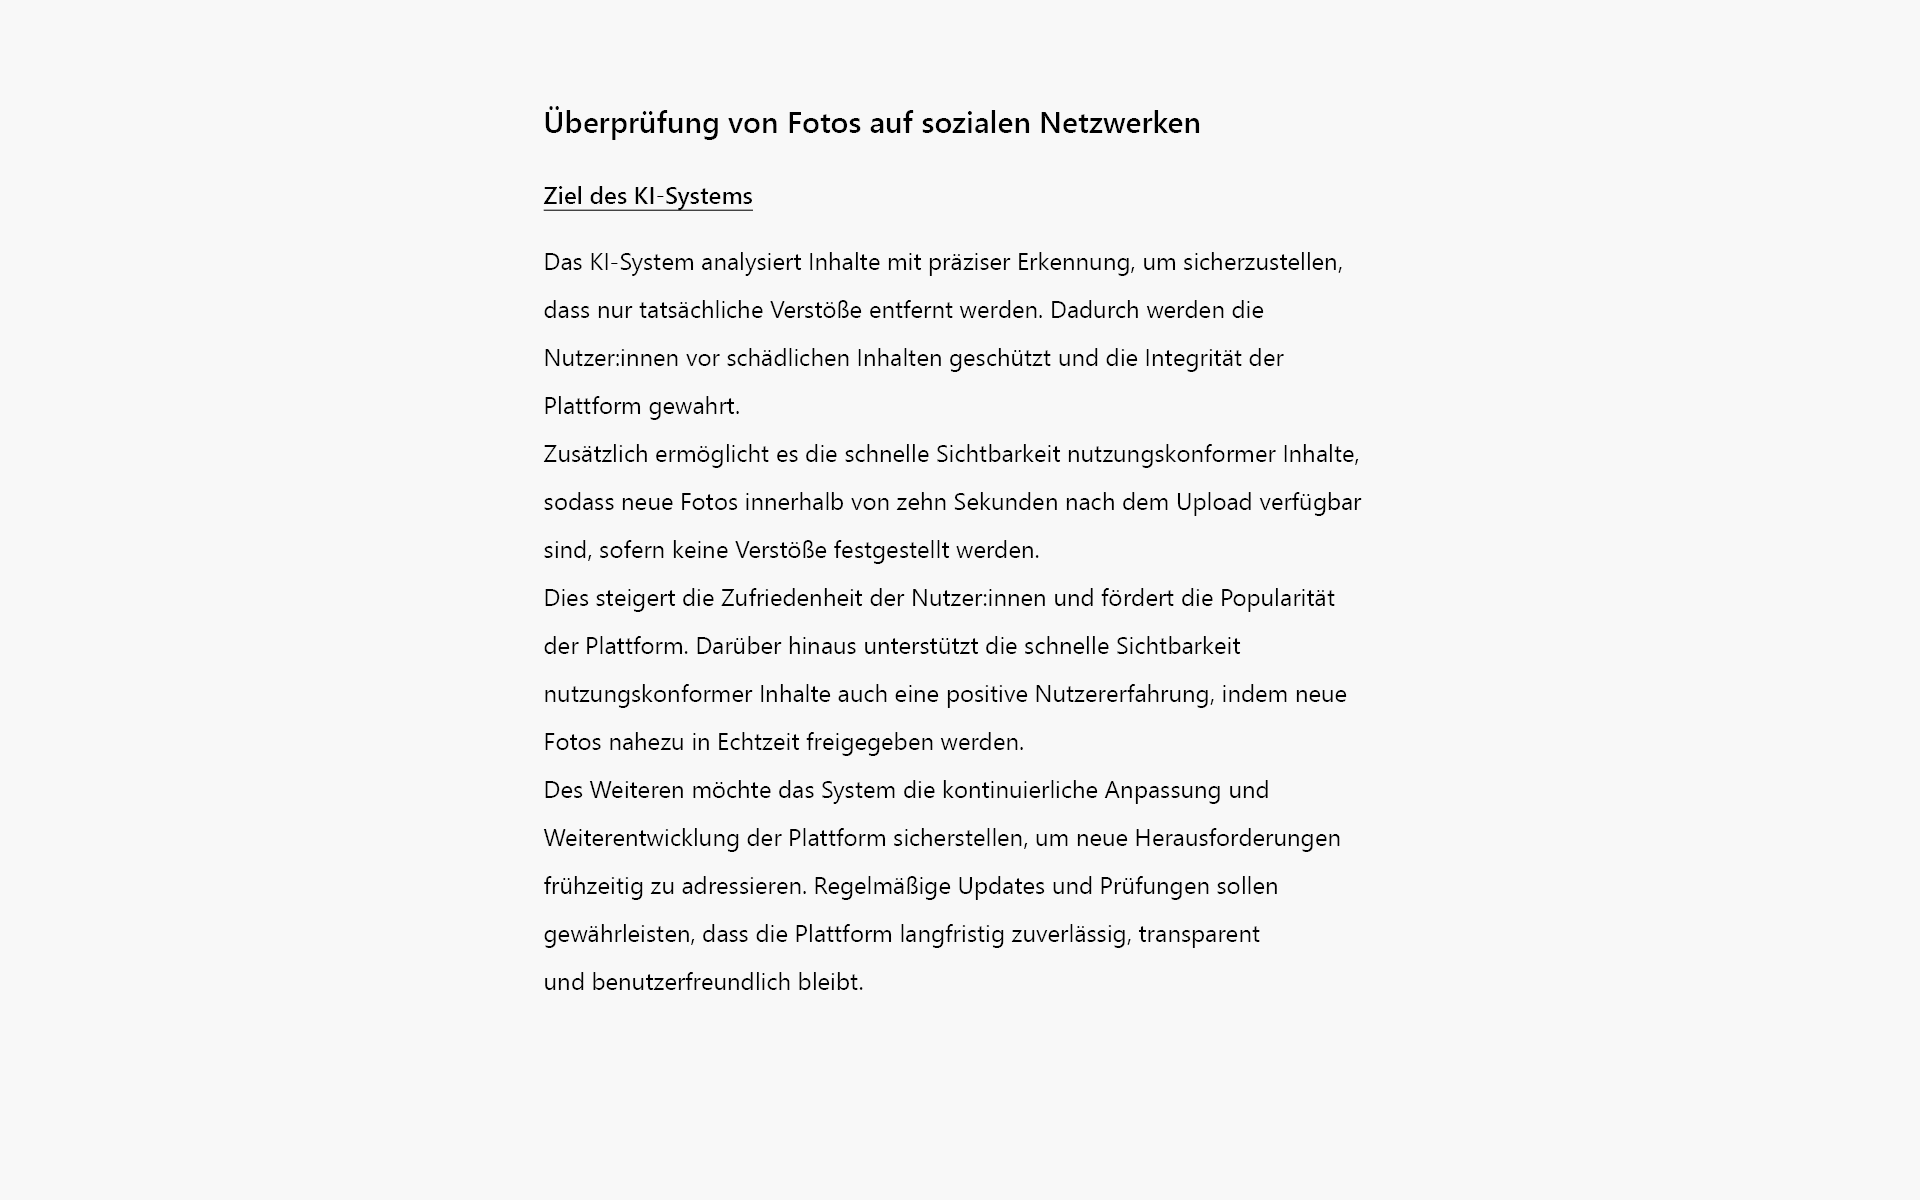 Überprüfung von Fotos auf sozialen Netzwerken
Ziel des KI-Systems
Das KI-System analysiert Inhalte mit präziser Erkennung, um sicherzustellen,
dass nur tatsächliche Verstöße entfernt werden. Dadurch werden die
Nutzer:innen vor schädlichen Inhalten geschützt und die Integrität der
Plattform gewahrt.
Zusätzlich ermöglicht es die schnelle Sichtbarkeit nutzungskonformer Inhalte,
sodass neue Fotos innerhalb von zehn Sekunden nach dem Upload verfügbar
sind, sofern keine Verstöße festgestellt werden.
Dies steigert die Zufriedenheit der Nutzer:innen und fördert die Popularität
der Plattform. Darüber hinaus unterstützt die schnelle Sichtbarkeit
nutzungskonformer Inhalte auch eine positive Nutzererfahrung, indem neue
Fotos nahezu in Echtzeit freigegeben werden.
Des Weiteren möchte das System die kontinuierliche Anpassung und
Weiterentwicklung der Plattform sicherstellen, um neue Herausforderungen
frühzeitig zu adressieren. Regelmäßige Updates und Prüfungen sollen
gewährleisten, dass die Plattform langfristig zuverlässig, transparent
und benutzerfreundlich bleibt.